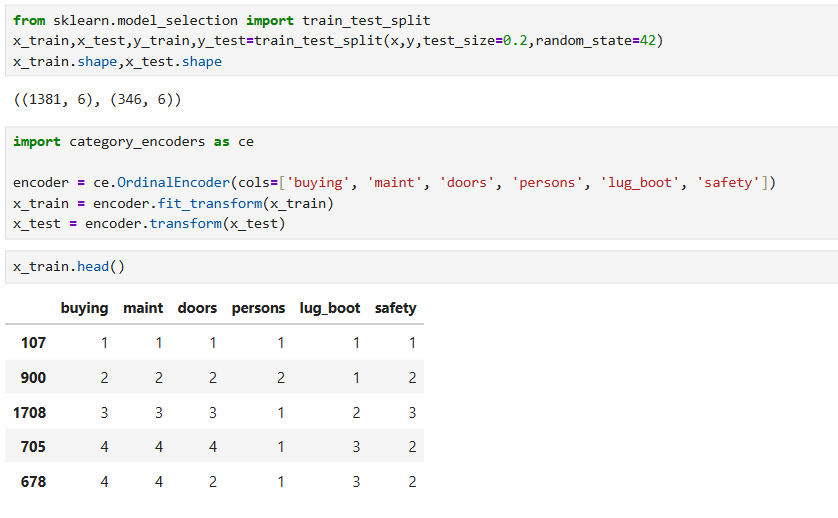 from sklearn.model_selection import train_test_split
x_train,x_test,y_train,y_test=train_test_split(x,y,test_size=0.2,random_state=42)
x_train.shape,x_test.shape
((1381, 6), (346, 6))
import category_encoders as ce
encoder = ce.OrdinalEncoder(cols=['buying', 'maint', 'doors', 'persons', 'lug_boot', 'safety'])
x_train = encoder.fit_transform(x_train)
x_test = encoder.transform(x_test)
x_train.head()
buying maint doors persons lug_boot safety
107 1 1 1 1 1 1
900 2 2 2 2 1 2
1708 3 3 3 1 2 3
705 4 4 4 1 3 2
678 4 4 2 1 3 2